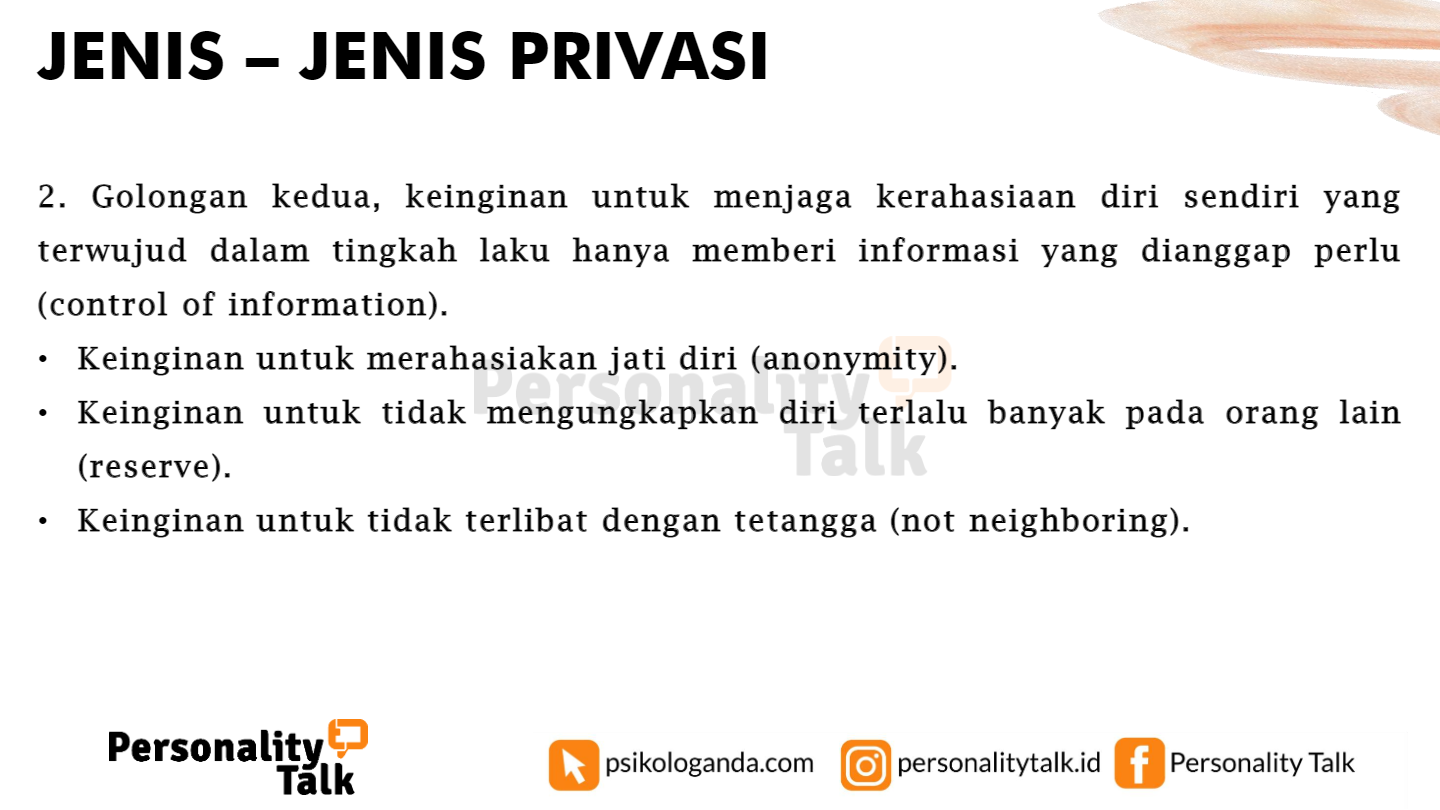 JENIS – JENIS PRIVASI
2. Golongan kedua, keinginan untuk menjaga kerahasiaan diri sendiri yang
terwujud dalam tingkah laku hanya memberi informasi yang dianggap perlu
(control of information).
• Keinginan untuk merahasiakan jati diri (anonymity).
• Keinginan untuk tidak mengungkapkan diri terlalu banyak pada orang lain
(reserve).
• Keinginan untuk tidak terlibat dengan tetangga (not neighboring).
Personality
Talk
Personality
Talk
psikologanda.com
personalitytalk.id
Personality Talk